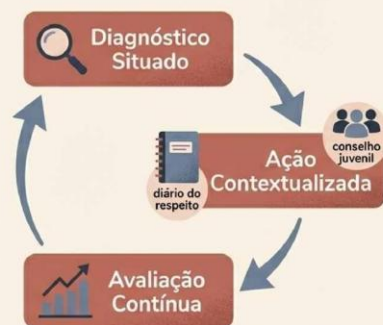 Diagnóstico
Situado
conselho
juvenil
Ação
Contextualizada
diário do
respeito
Avaliação
Contínua